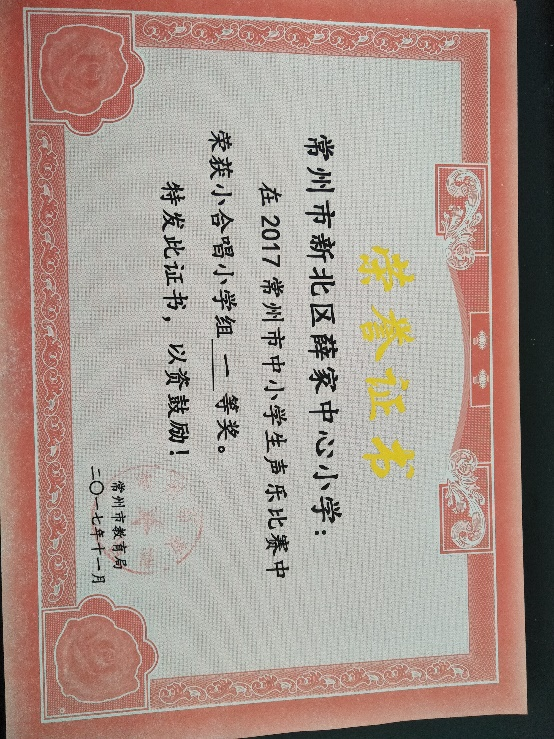 荣誉证书
常州市新北区薛家中心小学：
在2017常州市中小学生声乐比赛中
荣获小合唱小学组 一 等奖。
特发此证书，以资鼓励！
常州市教育局
二〇一七年十一月